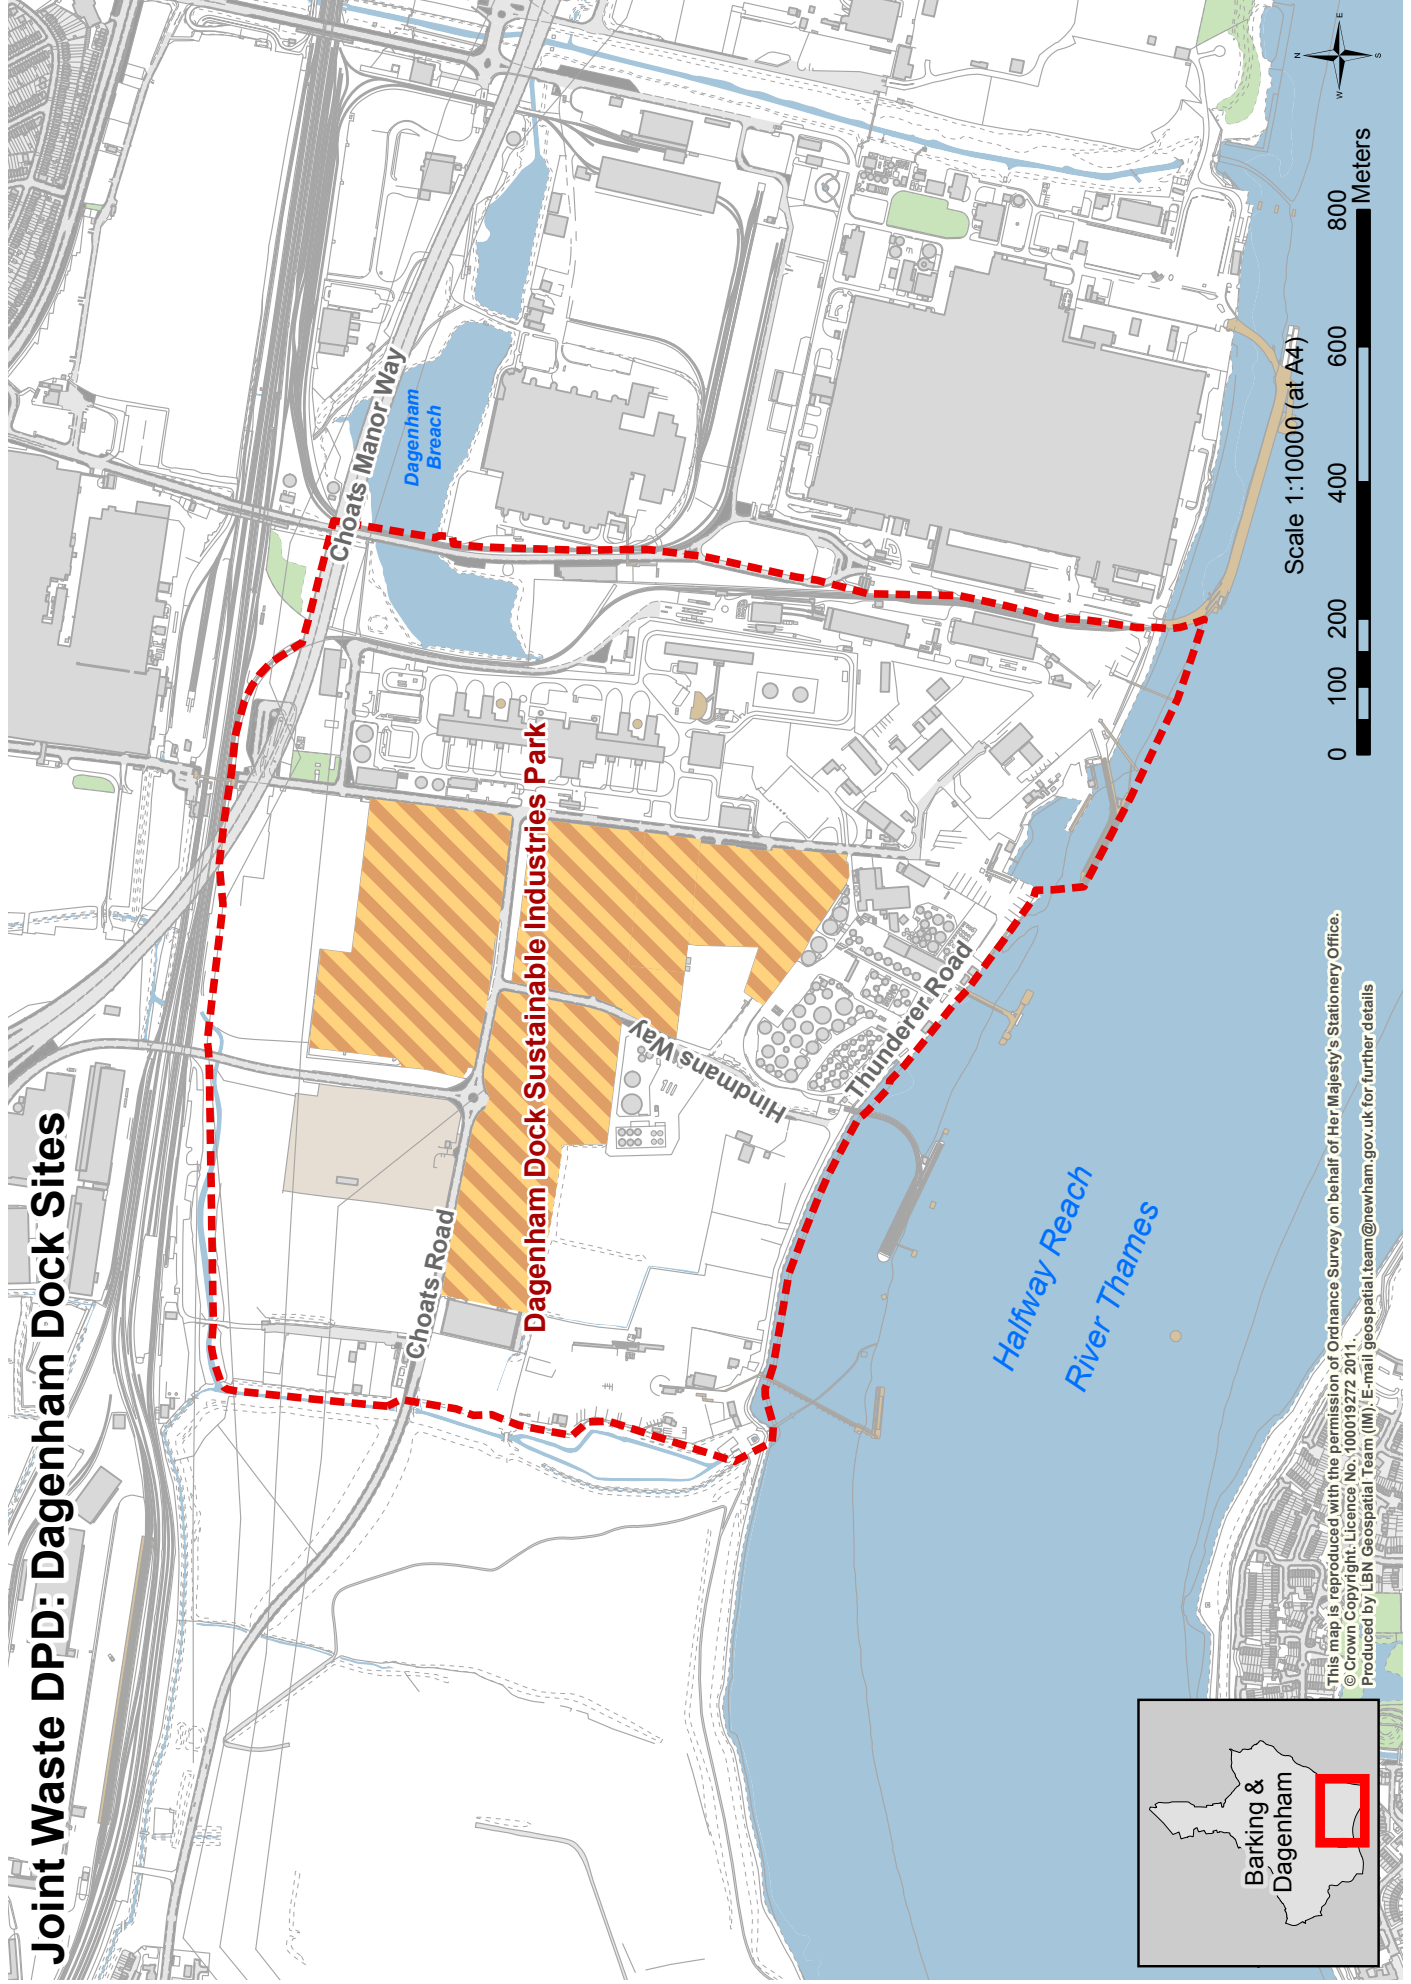 Joint Waste DPD: Dagenham Dock Sites
Choats Manor Way
Dagenham
Breach
Choats Road
Dagenham Dock Sustainable Industries Park
Hindmans Way
Thunderer Road
Halfway Reach
River Thames
Barking &
Dagenham
This map is reproduced with the permission of Ordnance Survey on behalf of Her Majesty's Stationery Office.
© Crown Copyright. Licence No. 100019272 2011.
Produced by LBN Geospatial Team (IM). E-mail geospatial.team@newham.gov.uk for further details
Scale 1:10000 (at A4)
0 100 200 400 600 800
Meters
N
W E
S